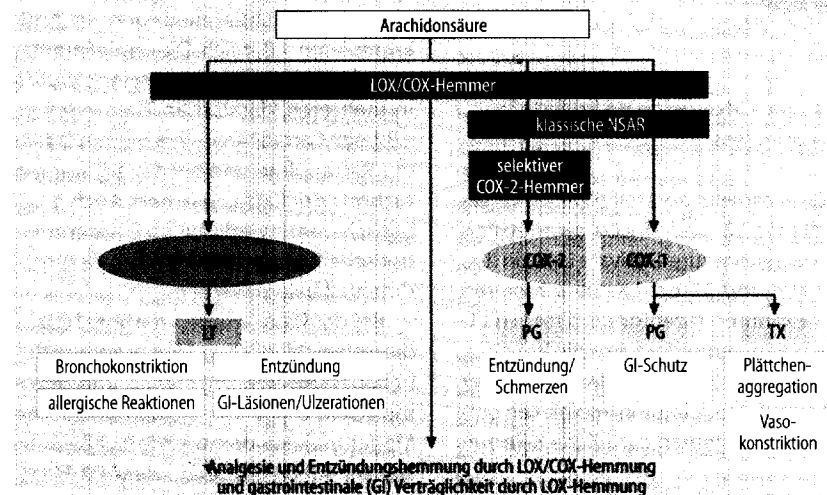 Arachidonsäure
LOX/COX-Hemmer
klassische NSAR
selektiver
COX-2-Hemmer
COX-2
COX-1
LT
PG
PG
TX
Bronchokonstriktion
Entzündung
Entzündung/
Schmerzen
GI-Schutz
Plättchen-
aggregation
allergische Reaktionen
GI-Läsionen/Ulzerationen
Vaso-
konstriktion
Analgesie und Entzündungshemmung durch LOX/COX-Hemmung
und gastrointestinale (GI) Verträglichkeit durch LOX-Hemmung